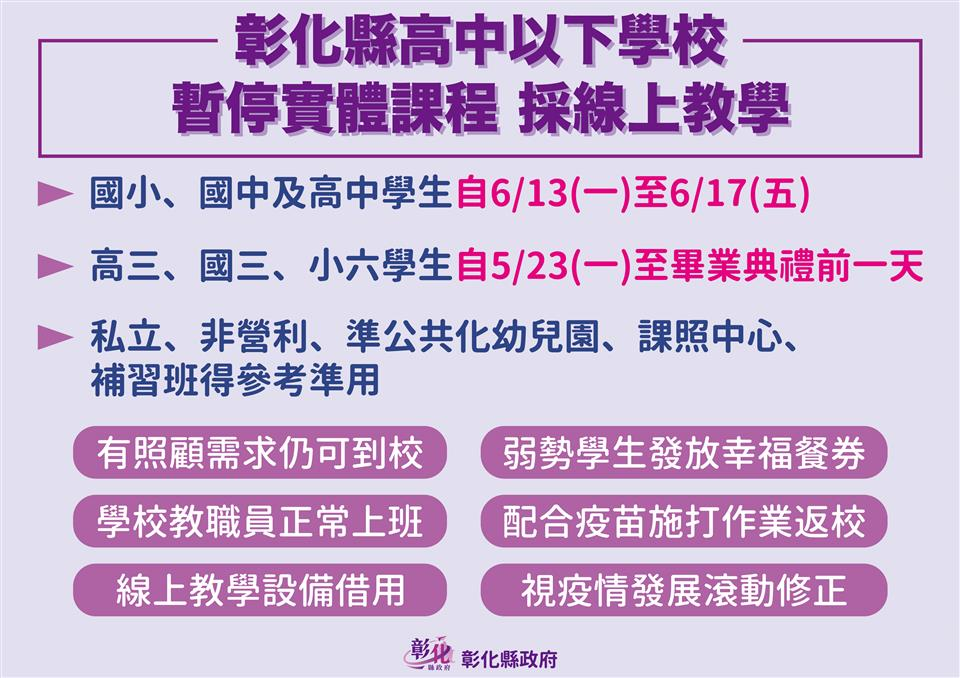 彰化縣高中以下學校
暫停實體課程 採線上教學
國小、國中及高中學生自6/13(一)至6/17(五)
高三、國三、小六學生自5/23(一)至畢業典禮前一天
私立、非營利、準公共化幼兒園、課照中心、
補習班得參考準用
有照顧需求仍可到校
弱勢學生發放幸福餐券
學校教職員正常上班
配合疫苗施打作業返校
線上教學設備借用
視疫情發展滾動修正
彰化
縣政府
彰化縣政府